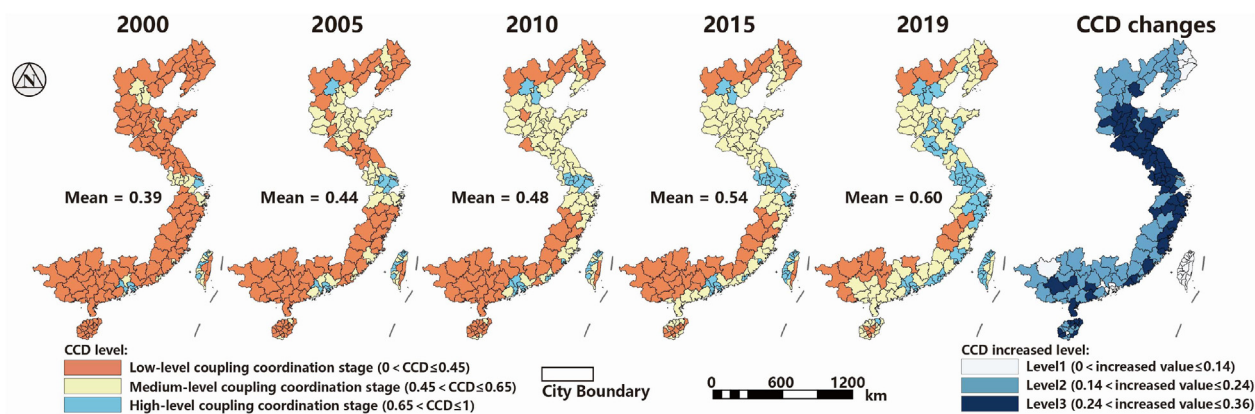 2000 2005 2010 2015 2019 CCD changes
N
Mean = 0.39 Mean = 0.44 Mean = 0.48 Mean = 0.54 Mean = 0.60
CCD level:
Low-level coupling coordination stage (0<CCD≤0.45)
Medium-level coupling coordination stage (0.45<CCD≤0.65)
High-level coupling coordination stage (0.65<CCD≤1)
City Boundary
0 400 800 1200
km
CCD increased level:
Level1 (0<increased value≤0.14)
Level2 (0.14<increased value≤0.24)
Level3 (0.24<increased value≤0.36)